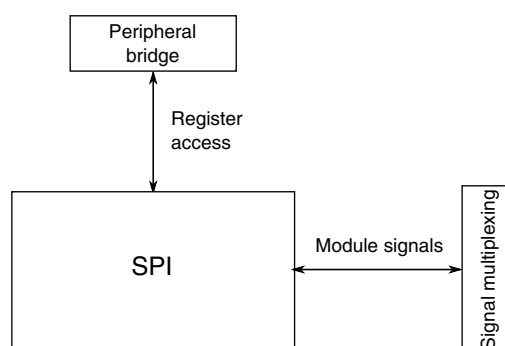 Peripheral
bridge
Register
access
SPI
Module signals
Signal multiplexing